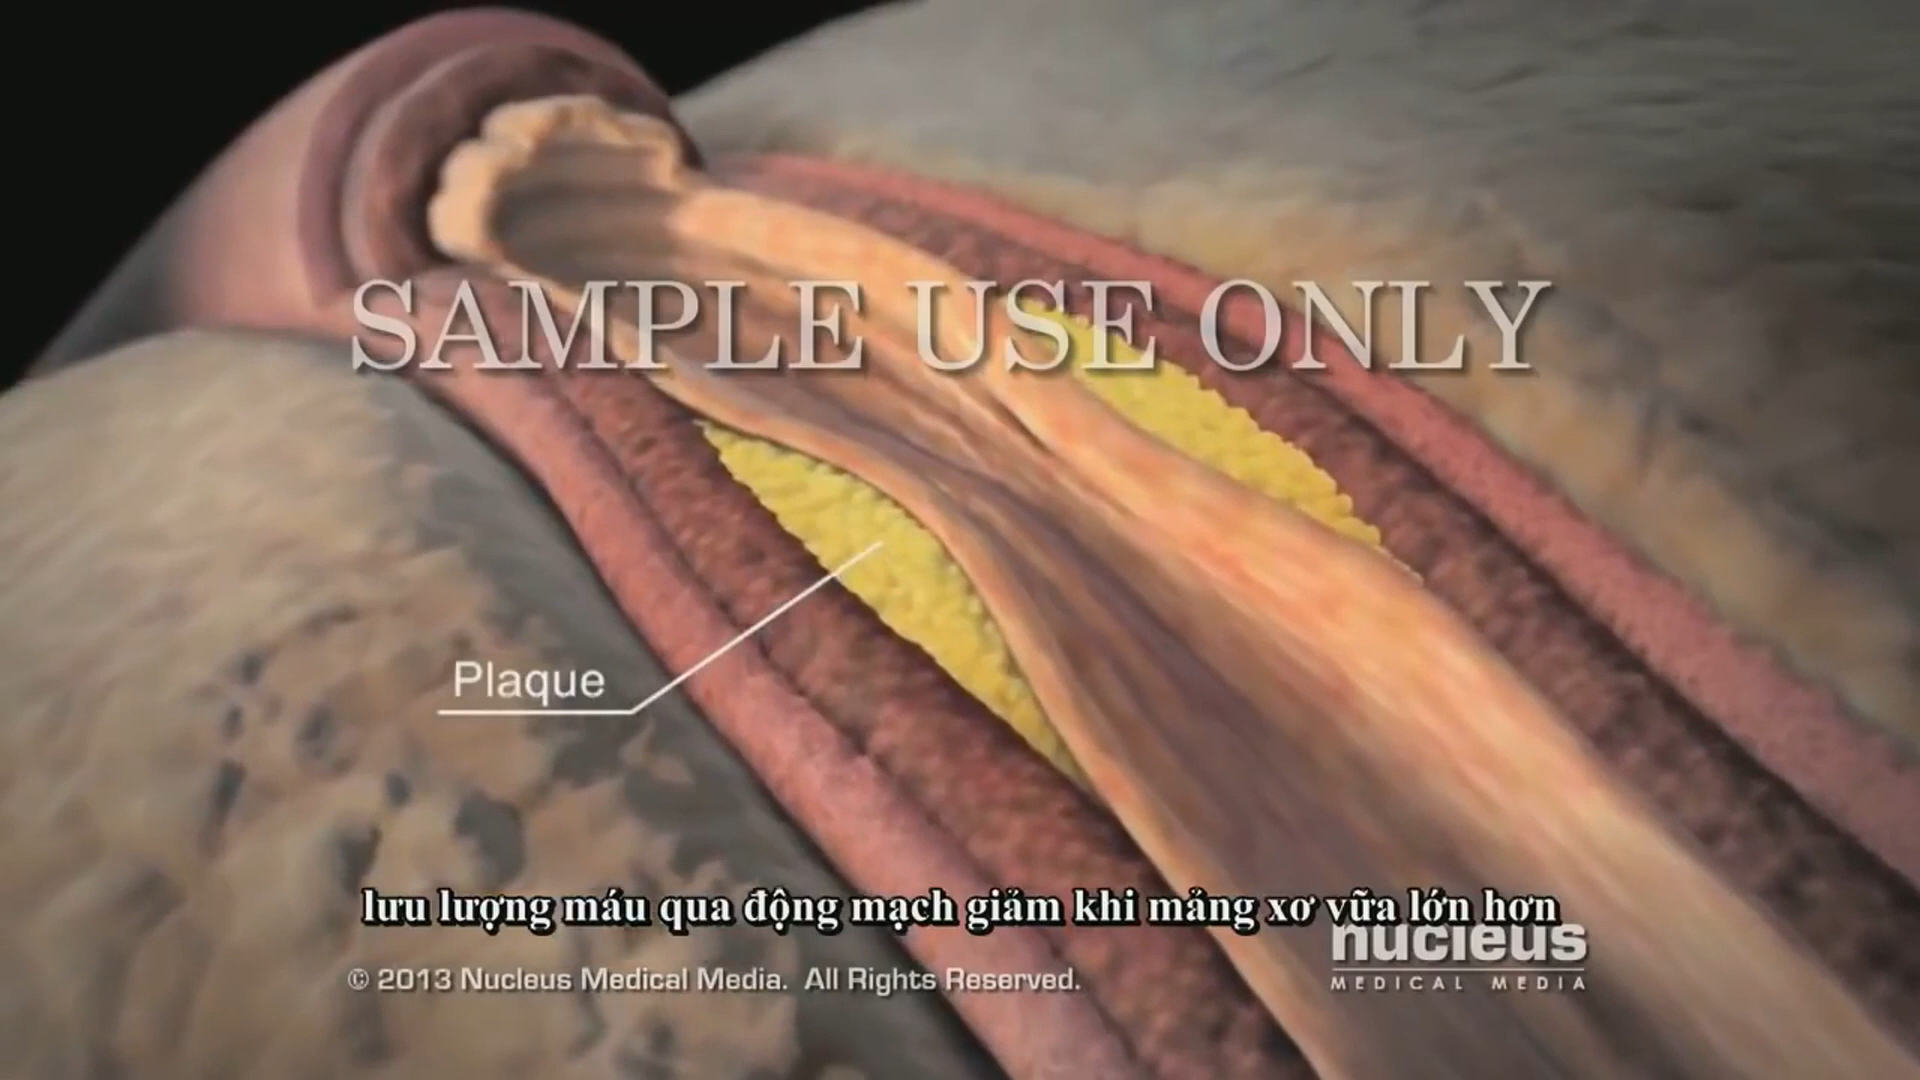 SAMPLE USE ONLY
Plaque
lưu lượng máu qua động mạch giảm khi mảng xơ vữa lớn hơn
nucleus
MEDICAL MEDIA
© 2013 Nucleus Medical Media. All Rights Reserved.